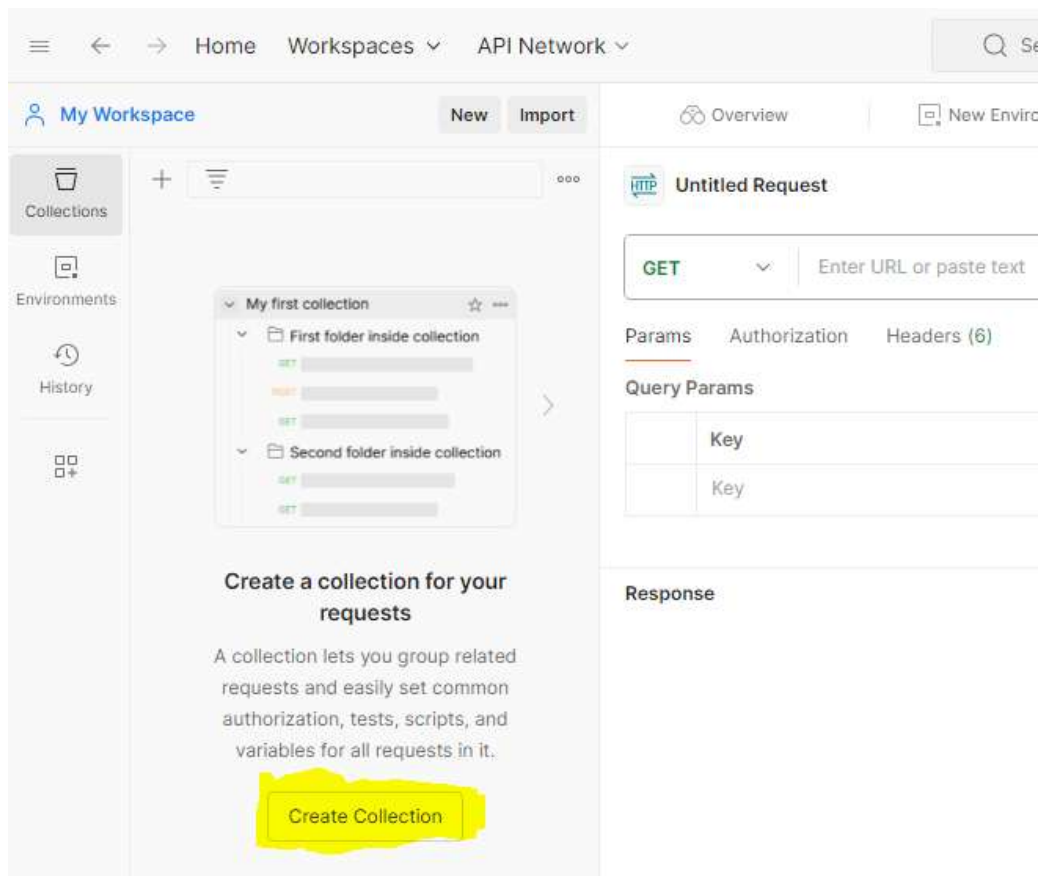 Home Workspaces API Network
My Workspace New Import Overview
Collections
Environments
History
My first collection
First folder inside collection
GET
GET
Second folder inside collection
GET
GET
Create a collection for your
requests
A collection lets you group related
requests and easily set common
authorization, tests, scripts, and
variables for all requests in it.
Create Collection
New
HTTP Untitled Request
GET Enter URL or paste text
Params Authorization Headers (6)
Query Params
Key
Key
Response